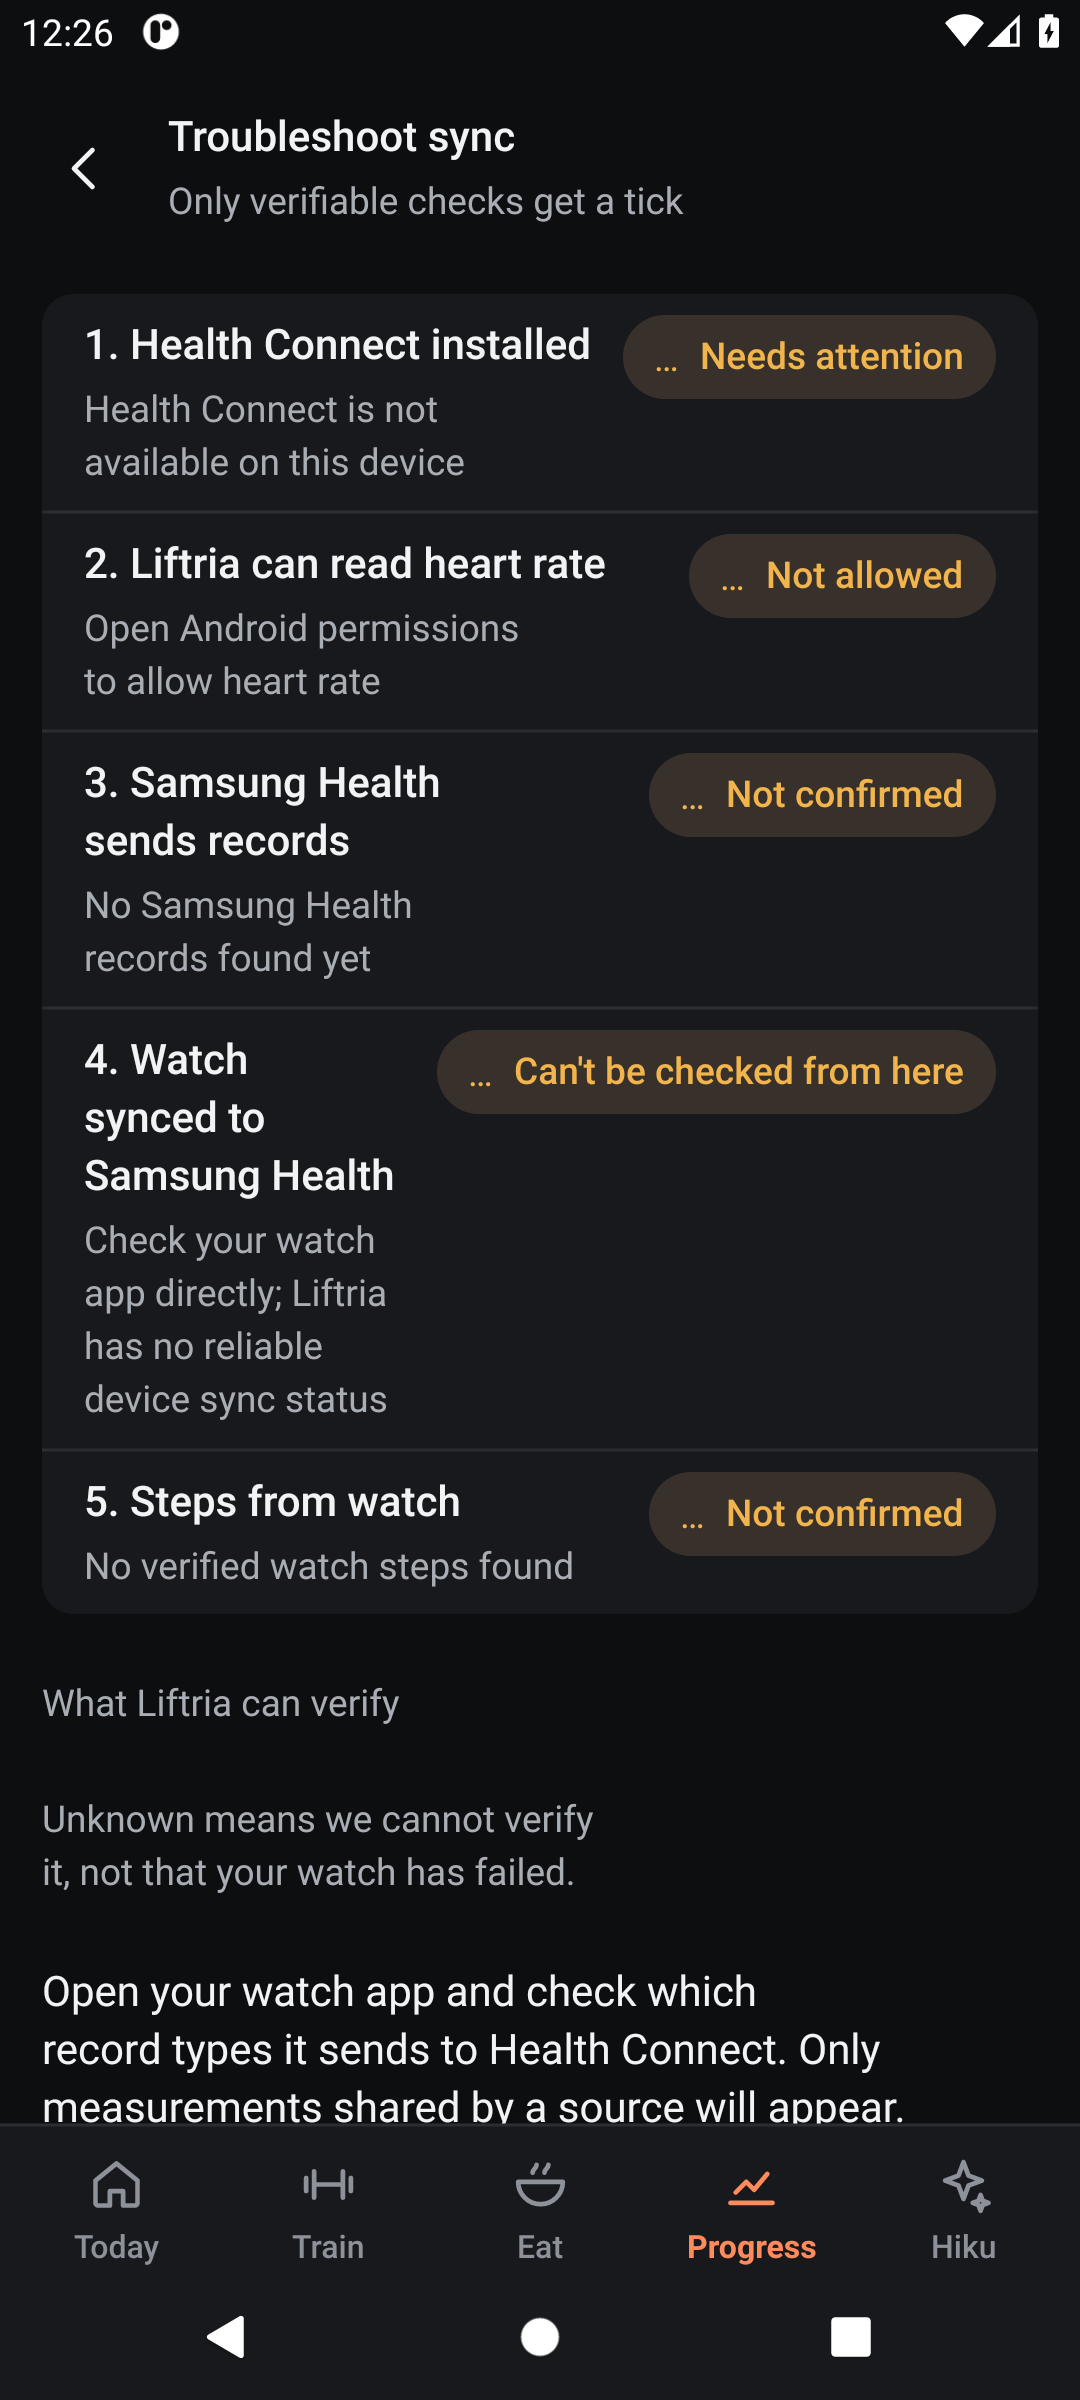 12:26
Troubleshoot sync
Only verifiable checks get a tick
1. Health Connect installed
... Needs attention
Health Connect is not
available on this device
2. Liftria can read heart rate
... Not allowed
Open Android permissions
to allow heart rate
3. Samsung Health
sends records
... Not confirmed
No Samsung Health
records found yet
4. Watch
synced to
Samsung Health
... Can't be checked from here
Check your watch
app directly; Liftria
has no reliable
device sync status
5. Steps from watch
... Not confirmed
No verified watch steps found
What Liftria can verify
Unknown means we cannot verify
it, not that your watch has failed.
Open your watch app and check which
record types it sends to Health Connect. Only
measurements shared by a source will appear.
Today
Train
Eat
Progress
Hiku